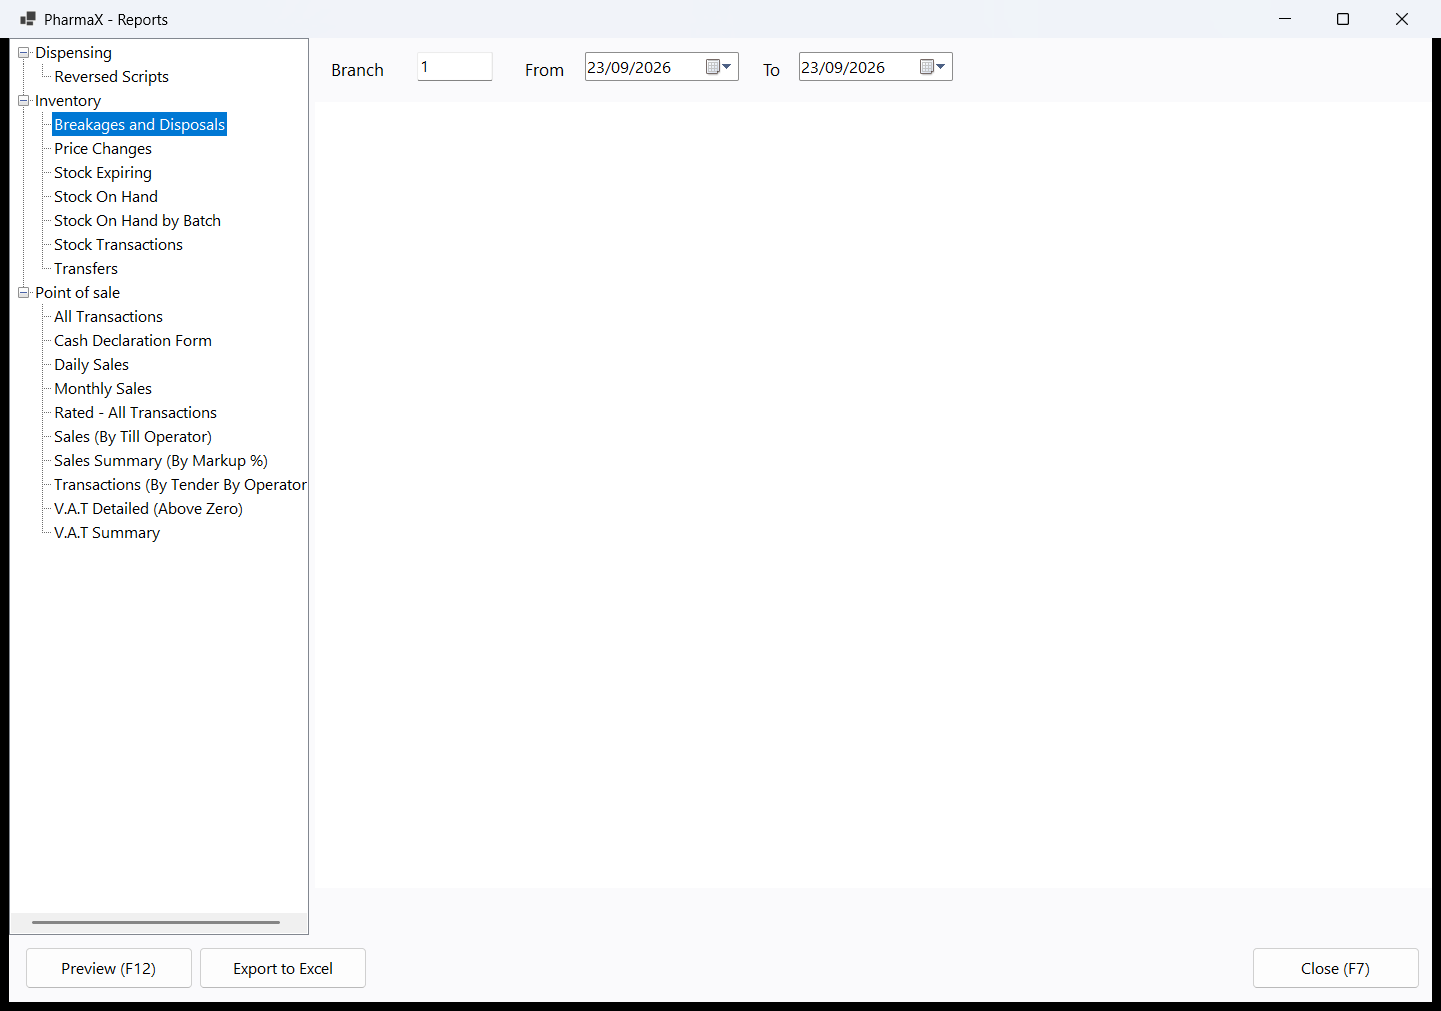 PharmaX - Reports
Dispensing
Reversed Scripts
Inventory
Breakages and Disposals
Price Changes
Stock Expiring
Stock On Hand
Stock On Hand by Batch
Stock Transactions
Transfers
Point of sale
All Transactions
Cash Declaration Form
Daily Sales
Monthly Sales
Rated - All Transactions
Sales (By Till Operator)
Sales Summary (By Markup %)
Transactions (By Tender By Operator
V.A.T Detailed (Above Zero)
V.A.T Summary
Branch 1 From 23/09/2026 To 23/09/2026
Preview (F12) Export to Excel Close (F7)